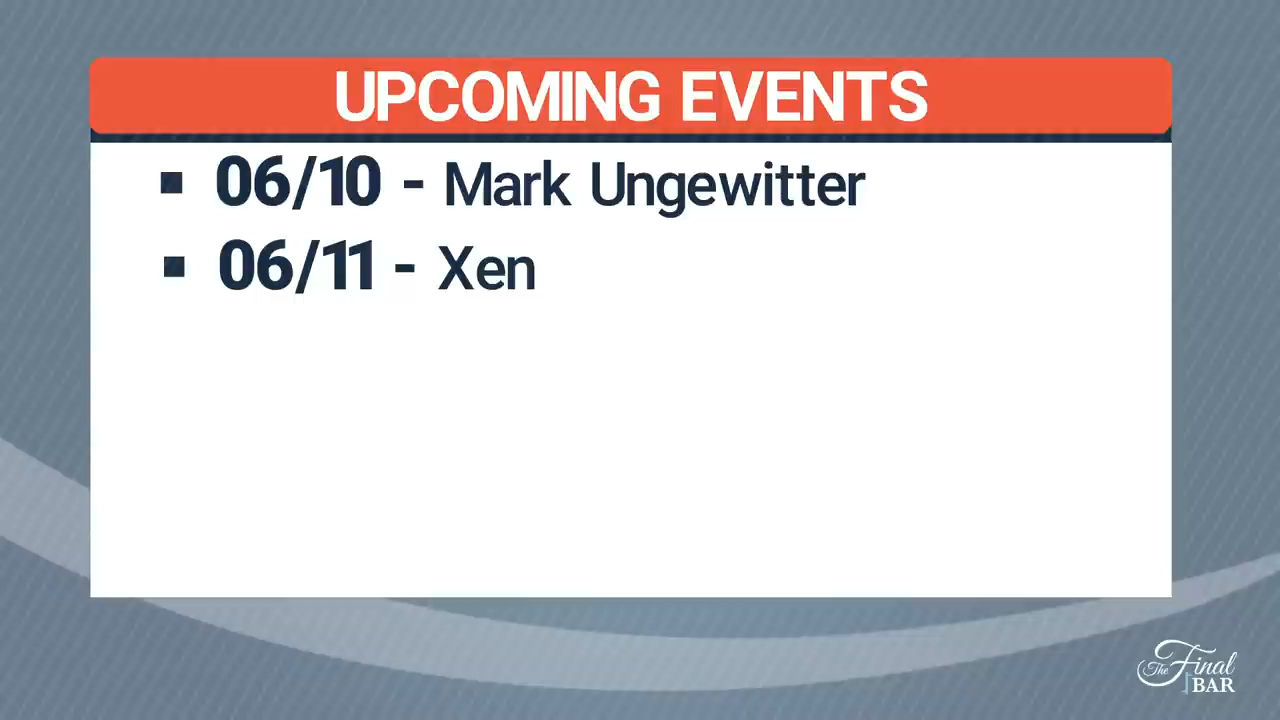 UPCOMING EVENTS
▪ 06/10 - Mark Ungewitter
▪ 06/11 - Xen
The Final
BAR